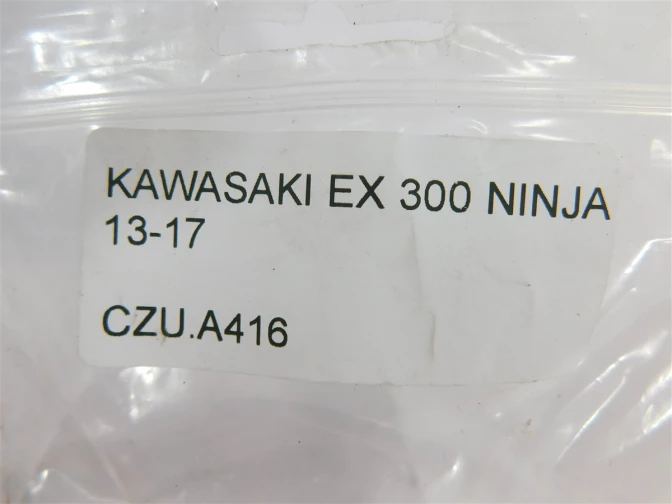 KAWASAKI EX 300 NINJA
13-17
CZU.A416